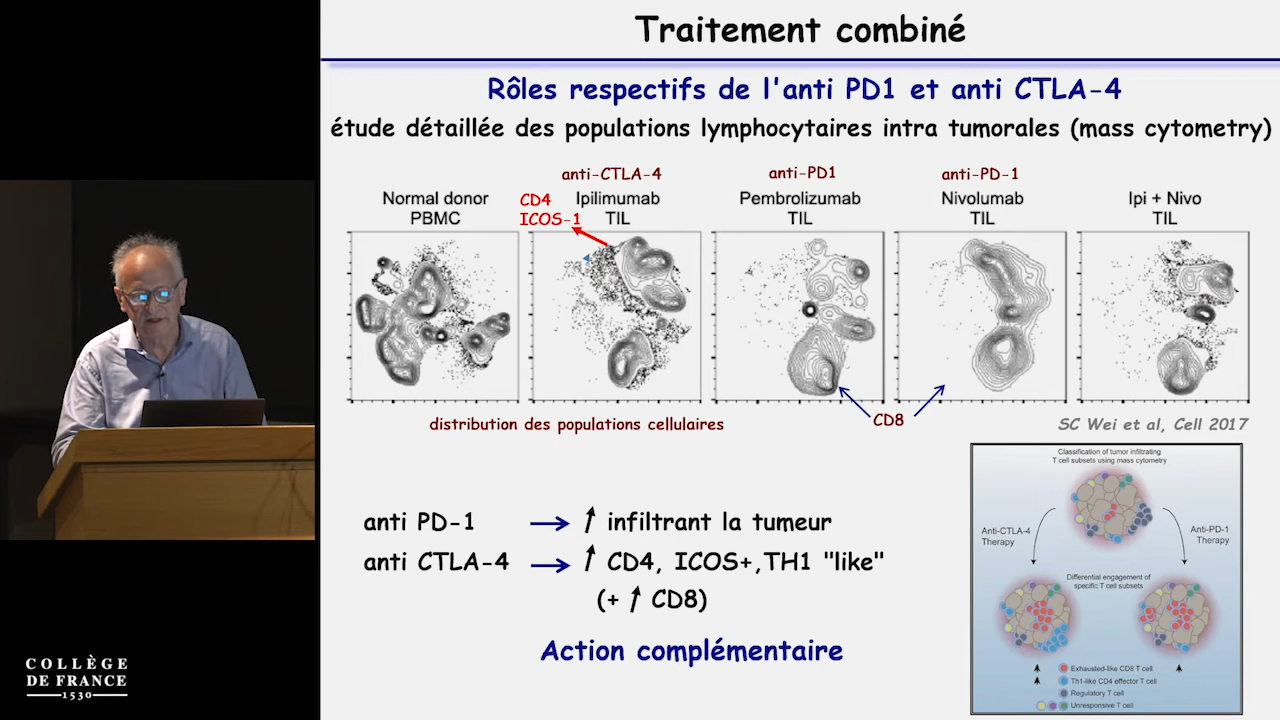 Traitement combiné
Rôles respectifs de l'anti PD1 et anti CTLA-4
étude détaillée des populations lymphocytaires intra tumorales (mass cytometry)
anti-CTLA-4
anti-PD1
anti-PD-1
Normal donor
PBMC
CD4
ICOS-1
Ipilimumab
TIL
Pembrolizumab
TIL
Nivolumab
TIL
Ipi + Nivo
TIL
distribution des populations cellulaires
CD8
SC Wei et al, Cell 2017
anti PD-1 → ↑ infiltrant la tumeur
anti CTLA-4 → ↑ CD4, ICOS+,TH1 "like"
(+ ↑ CD8)
Action complémentaire
Classification of tumor infiltrating
T cell subsets using mass cytometry
Anti-CTLA-4
Therapy
Anti-PD-1
Therapy
Differential engagement of
specific T cell subsets
Exhausted-like CD8 T cell
Th1-like CD4 effector T cell
Regulatory T cell
Unresponsive T cell
COLLÈGE
DE FRANCE
1530